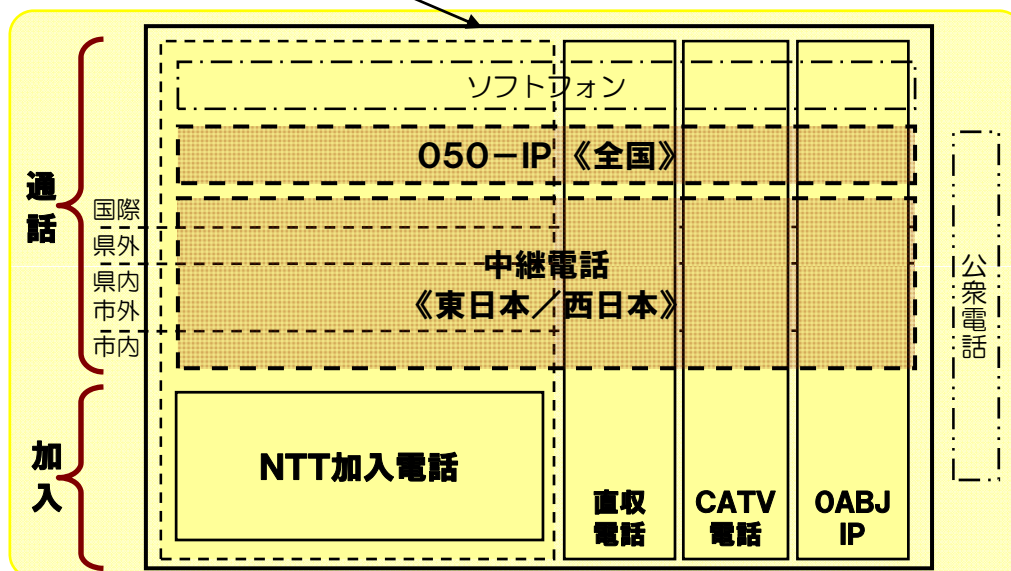 ソフトフォン
050－IP 《全国》
通話
国際
県外
県内
市外
市内
中継電話
《東日本／西日本》
公衆電話
加入
NTT加入電話
直収
電話
CATV
電話
0ABJ
IP